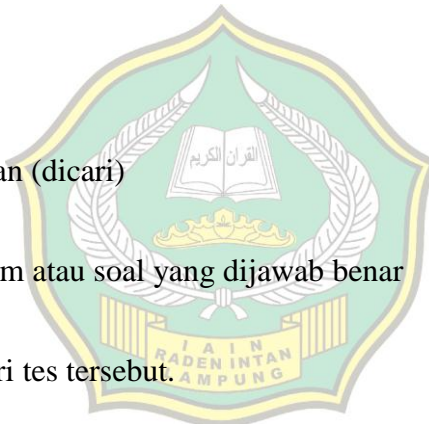 القرآن الكريم
an (dicari)
m atau soal yang dijawab benar
I A I N
RADEN INTAN
LAMPUNG
ri tes tersebut.